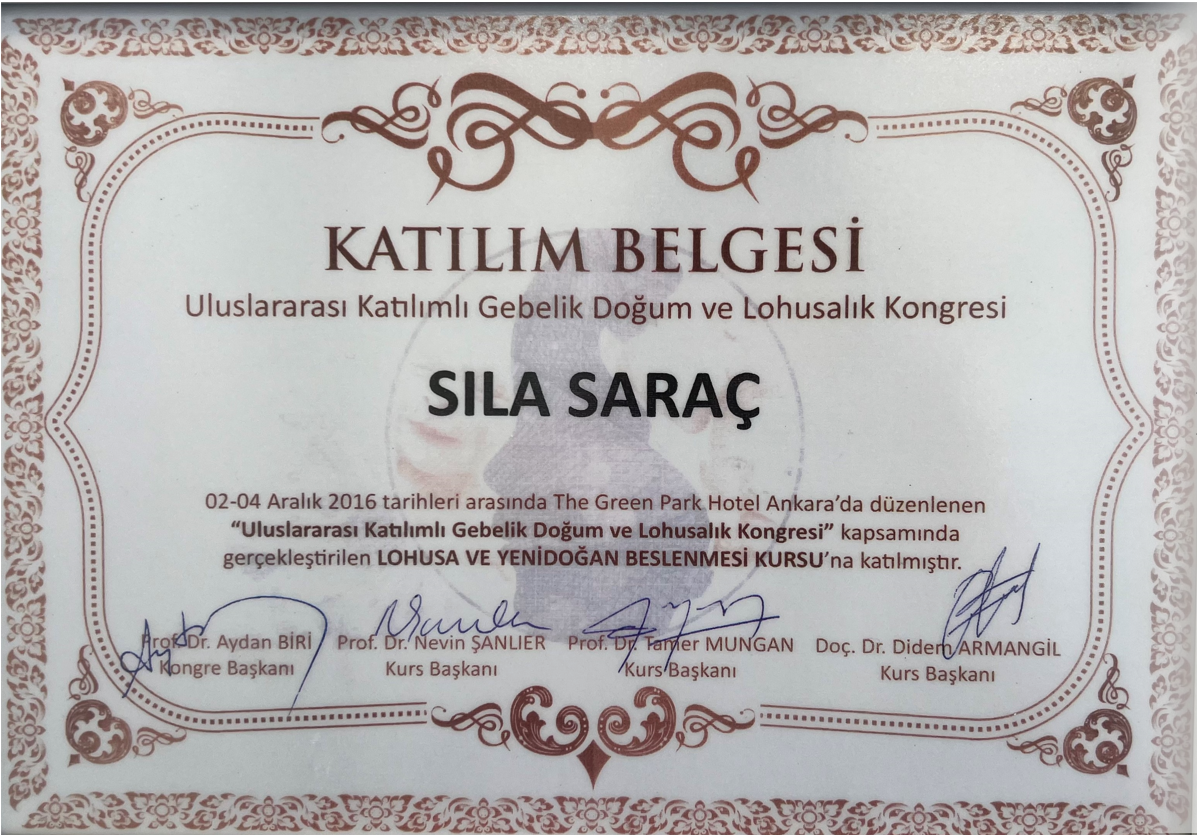 KATILIM BELGESİ
Uluslararası Katılımlı Gebelik Doğum ve Lohusalık Kongresi
SILA SARAÇ
02-04 Aralık 2016 tarihleri arasında The Green Park Hotel Ankara’da düzenlenen
“Uluslararası Katılımlı Gebelik Doğum ve Lohusalık Kongresi” kapsamında
gerçekleştirilen LOHUSA VE YENİDOĞAN BESLENMESİ KURSU’na katılmıştır.
Prof. Dr. Aydan BİRİ Prof. Dr. Nevin ŞANLIER Prof. Dr. Tamer MUNGAN Doç. Dr. Didem ARMANGİL
Kongre Başkanı Kurs Başkanı Kurs Başkanı Kurs Başkanı